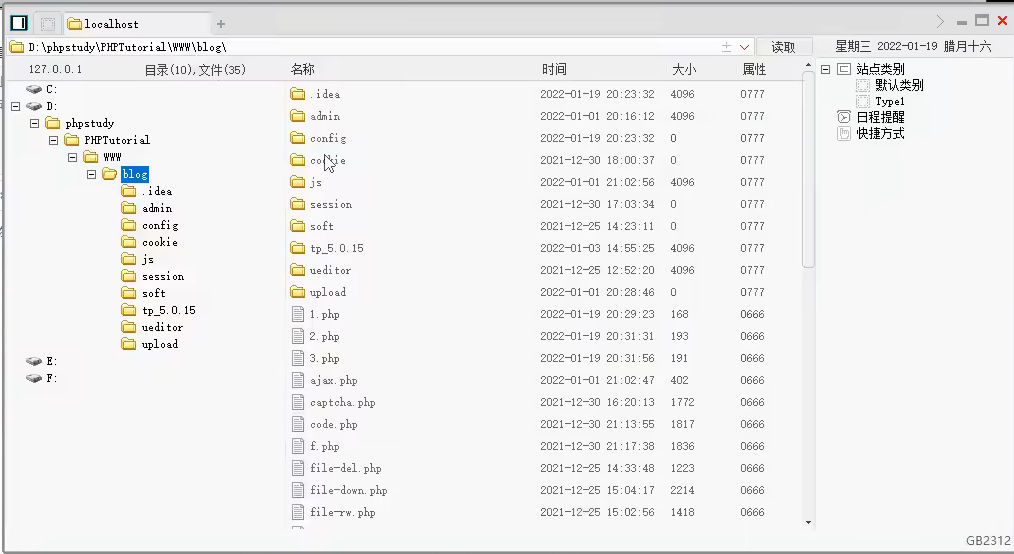 localhost
D:\phpstudy\PHPTutorial\WWW\blog\ 读取 星期三 2022-01-19 腊月十六
127.0.0.1 目录(10),文件(35) 名称 时间 大小 属性
C:
D:
phpstudy
PHPTutorial
WWW
blog
.idea
admin
config
cookie
js
session
soft
tp_5.0.15
ueditor
upload
E:
F:
.idea 2022-01-19 20:23:32 4096 0777
admin 2022-01-19 20:16:12 4096 0777
config 2022-01-19 20:23:32 0 0777
cookie 2021-12-30 18:00:37 0 0777
js 2022-01-01 21:02:56 4096 0777
session 2021-12-30 17:03:34 0 0777
soft 2021-12-25 14:23:11 0 0777
tp_5.0.15 2022-01-03 14:55:25 4096 0777
ueditor 2021-12-25 12:52:20 4096 0777
upload 2022-01-01 20:28:46 0 0777
1.php 2022-01-19 20:29:23 168 0666
2.php 2022-01-19 20:31:31 193 0666
3.php 2022-01-19 20:31:56 191 0666
ajax.php 2022-01-01 21:02:47 402 0666
captcha.php 2021-12-30 16:20:13 1772 0666
code.php 2021-12-30 21:13:55 1817 0666
f.php 2021-12-30 21:17:38 1836 0666
file-del.php 2021-12-25 14:33:48 1223 0666
file-down.php 2021-12-25 15:04:17 2214 0666
file-rw.php 2021-12-25 15:02:56 1418 0666
站点类别
默认类别
Type1
日程提醒
快捷方式
GB2312